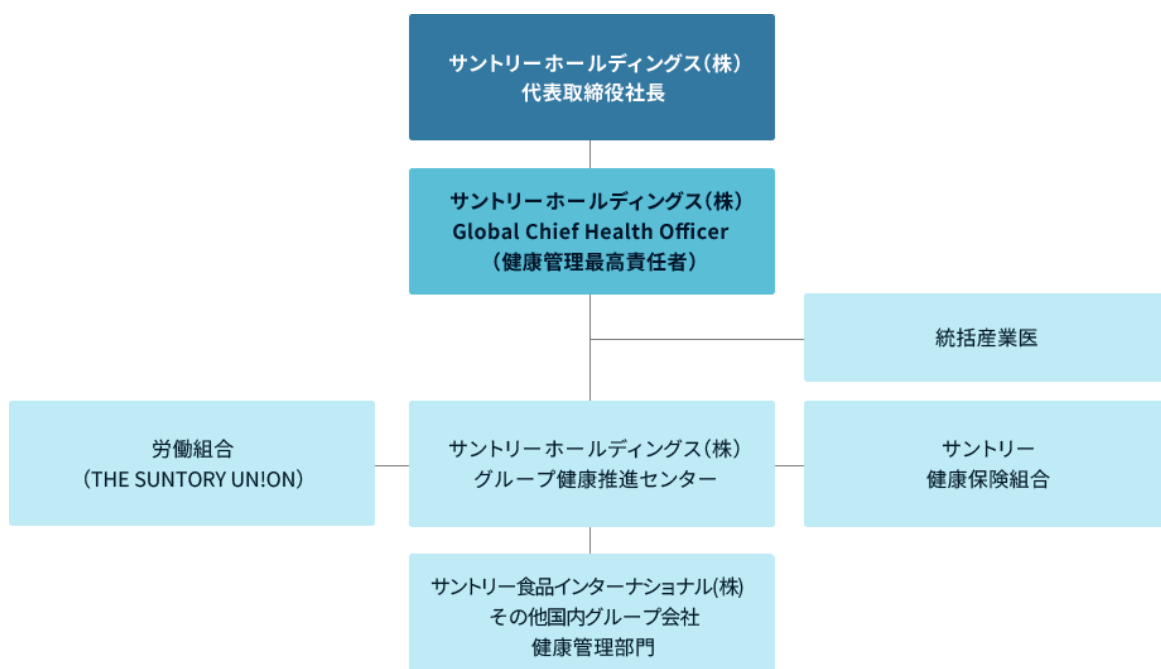 サントリーホールディングス(株)
代表取締役社長
サントリーホールディングス(株)
Global Chief Health Officer
(健康管理最高責任者)
統括産業医
労働組合
(THE SUNTORY UN!ON)
サントリーホールディングス(株)
グループ健康推進センター
サントリー
健康保険組合
サントリー食品インターナショナル(株)
その他国内グループ会社
健康管理部門